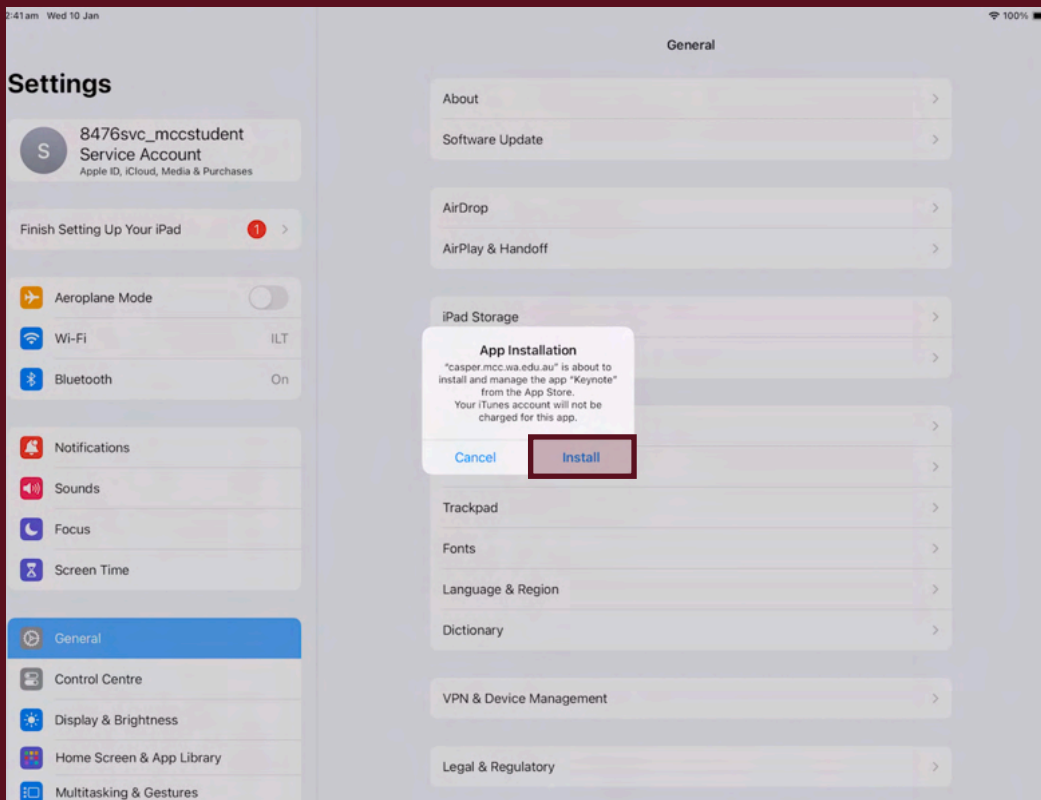 2:41am Wed 10 Jan
100%
General
Settings
8476svc_mccstudent
Service Account
Apple ID, iCloud, Media & Purchases
S
Finish Setting Up Your iPad 1
Aeroplane Mode
Wi-Fi ILT
Bluetooth On
Notifications
Sounds
Focus
Screen Time
General
Control Centre
Display & Brightness
Home Screen & App Library
Multitasking & Gestures
About
Software Update
AirDrop
AirPlay & Handoff
iPad Storage
App Installation
"casper.mcc.wa.edu.au" is about to
install and manage the app "Keynote"
from the App Store.
Your iTunes account will not be
charged for this app.
Cancel Install
Trackpad
Fonts
Language & Region
Dictionary
VPN & Device Management
Legal & Regulatory